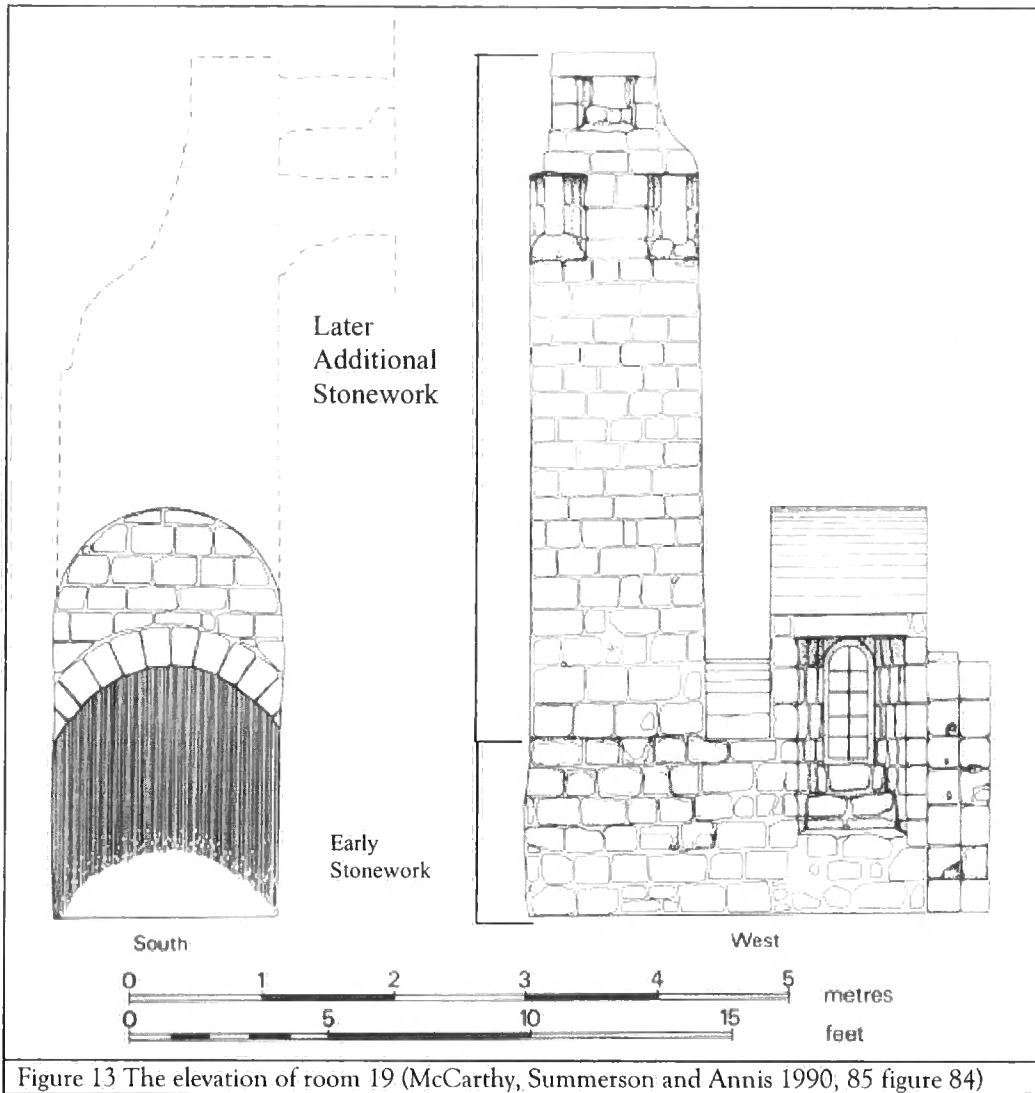 Later
Additional
Stonework
Early
Stonework
South
West
0 1 2 3 4 5 metres
0 5 10 15 feet
Figure 13 The elevation of room 19 (McCarthy, Summerson and Annis 1990; 85 figure 84)